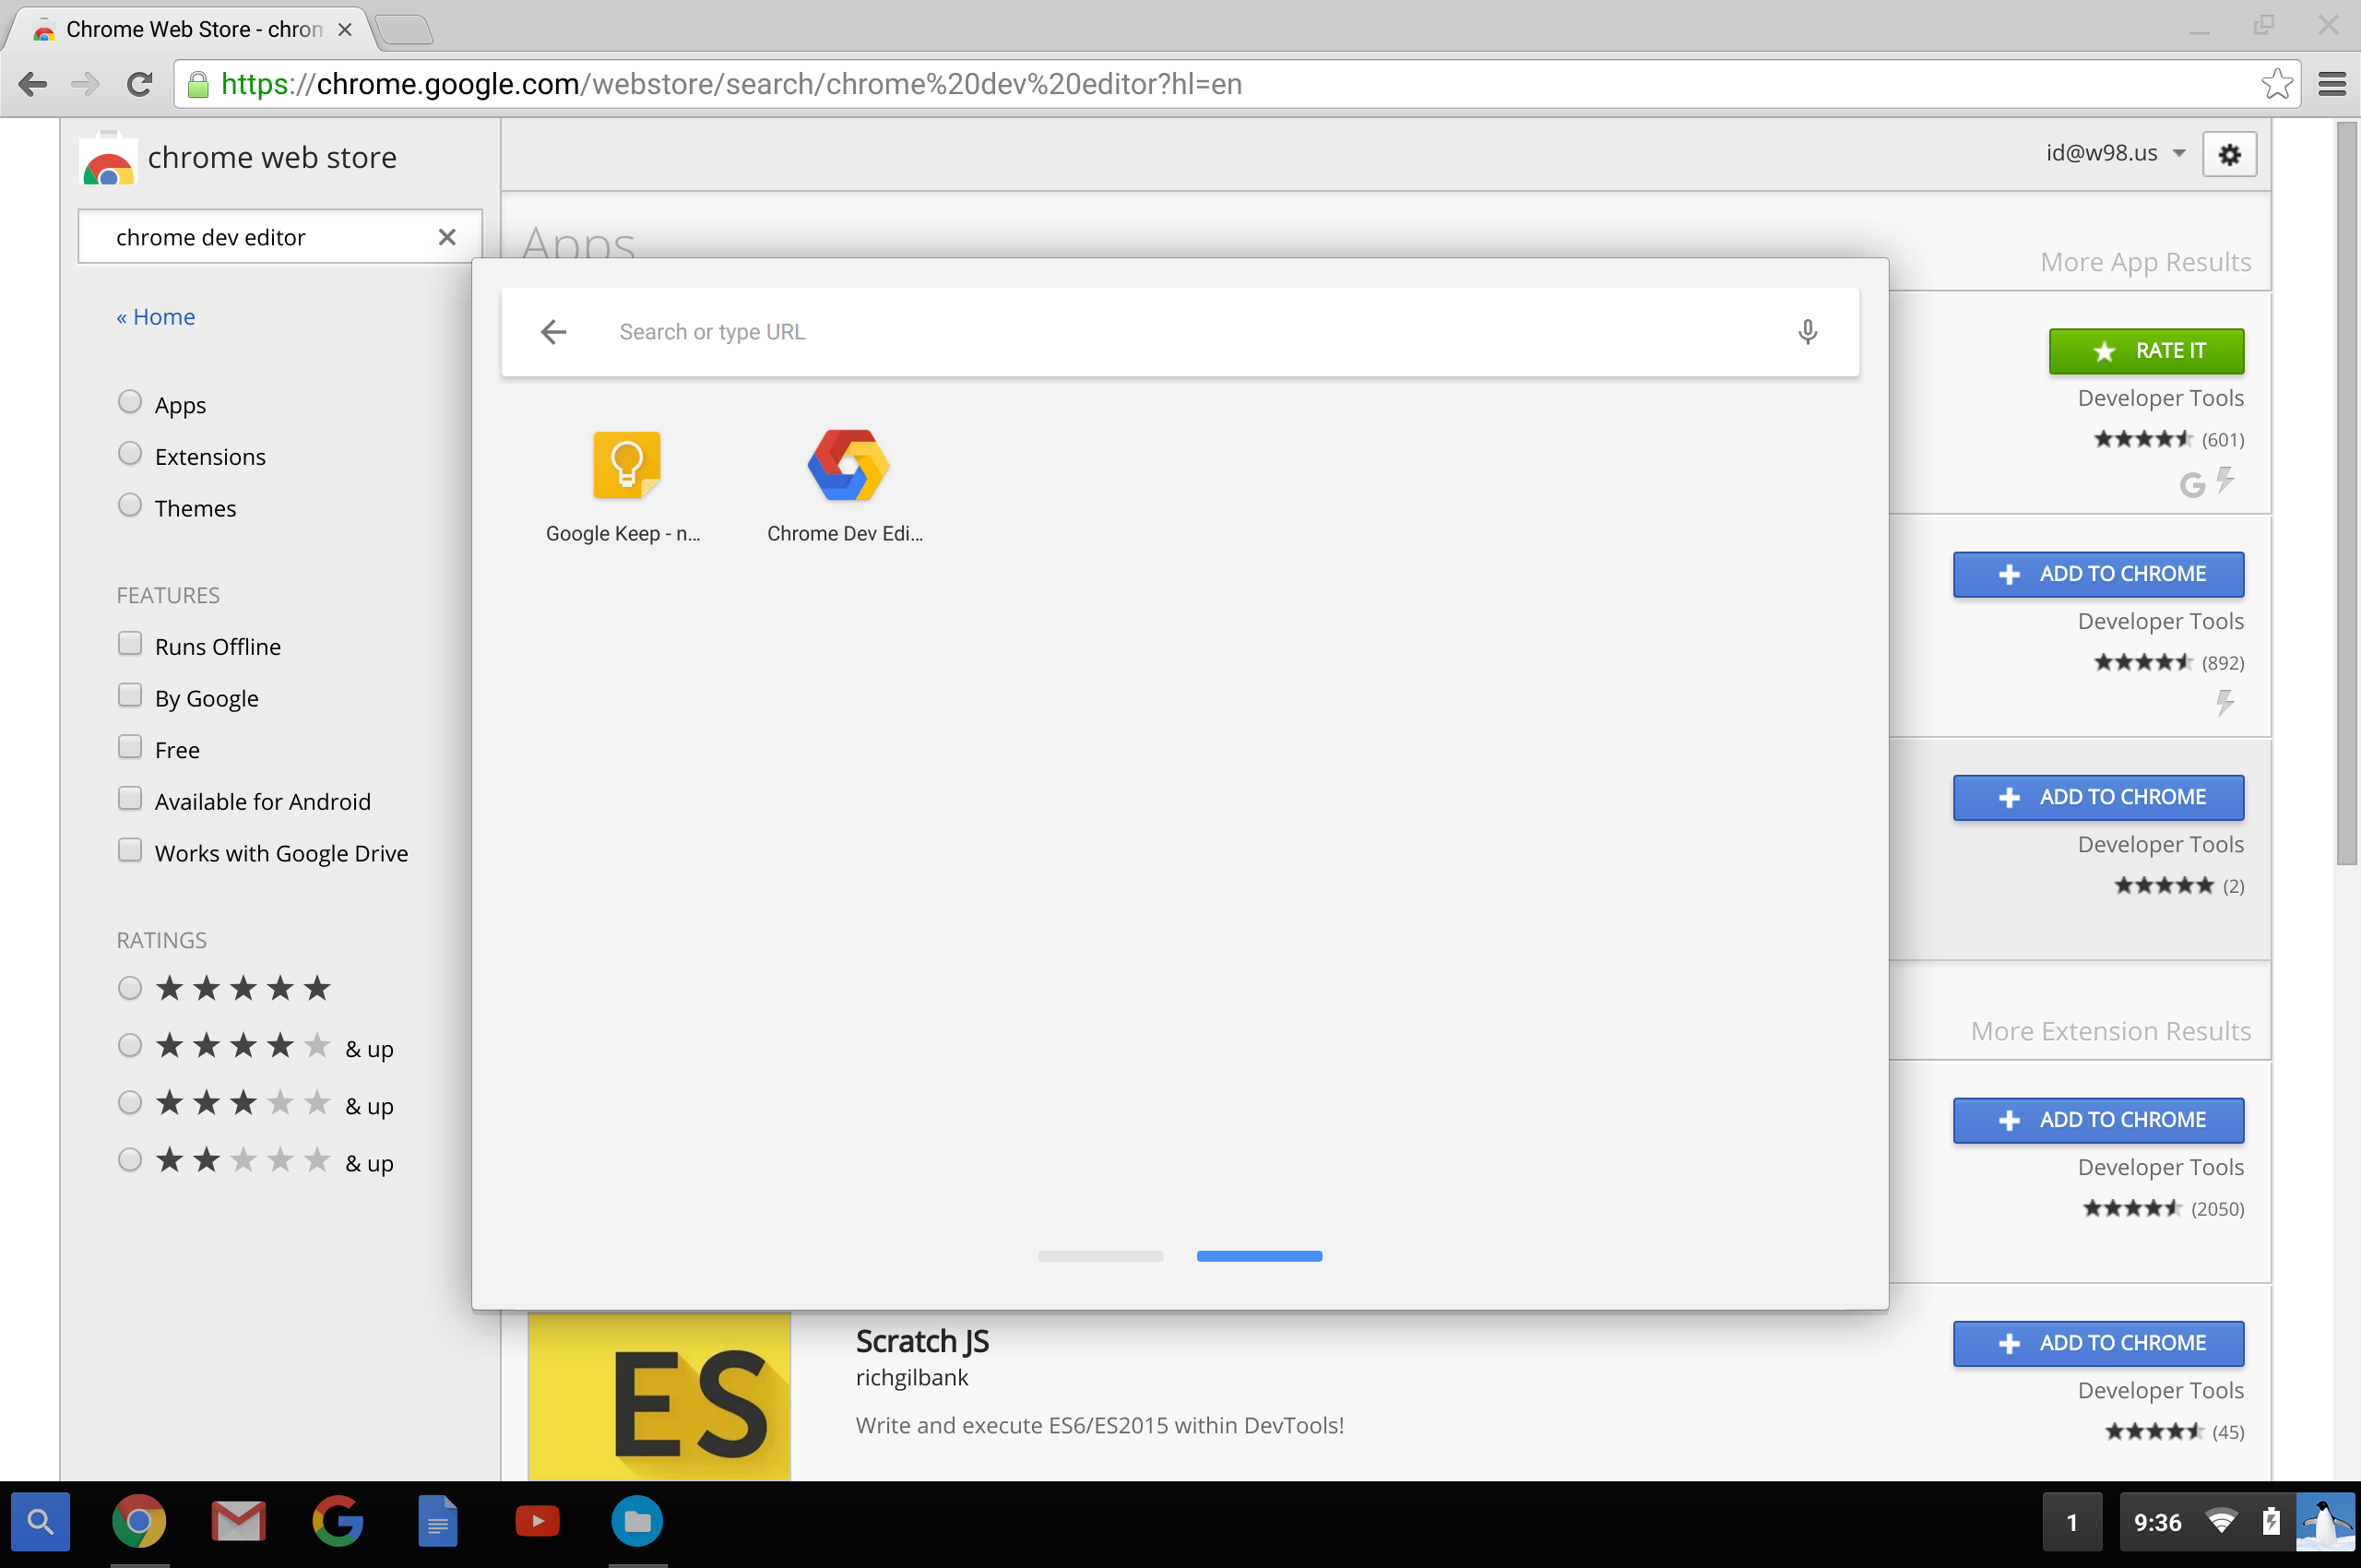 Chrome Web Store - chron
https://chrome.google.com/webstore/search/chrome%20dev%20editor?hl=en
chrome web store
id@w98.us
chrome dev editor
Apps
More App Results
« Home
Search or type URL
RATE IT
Developer Tools
(601)
Apps
Extensions
Themes
Google Keep - n...
Chrome Dev Edi...
FEATURES
Runs Offline
By Google
Free
Available for Android
Works with Google Drive
ADD TO CHROME
Developer Tools
(892)
ADD TO CHROME
Developer Tools
(2)
RATINGS
& up
& up
& up
More Extension Results
ADD TO CHROME
Developer Tools
(2050)
ES
Scratch JS
richgilbank
Write and execute ES6/ES2015 within DevTools!
ADD TO CHROME
Developer Tools
(45)
1
9:36